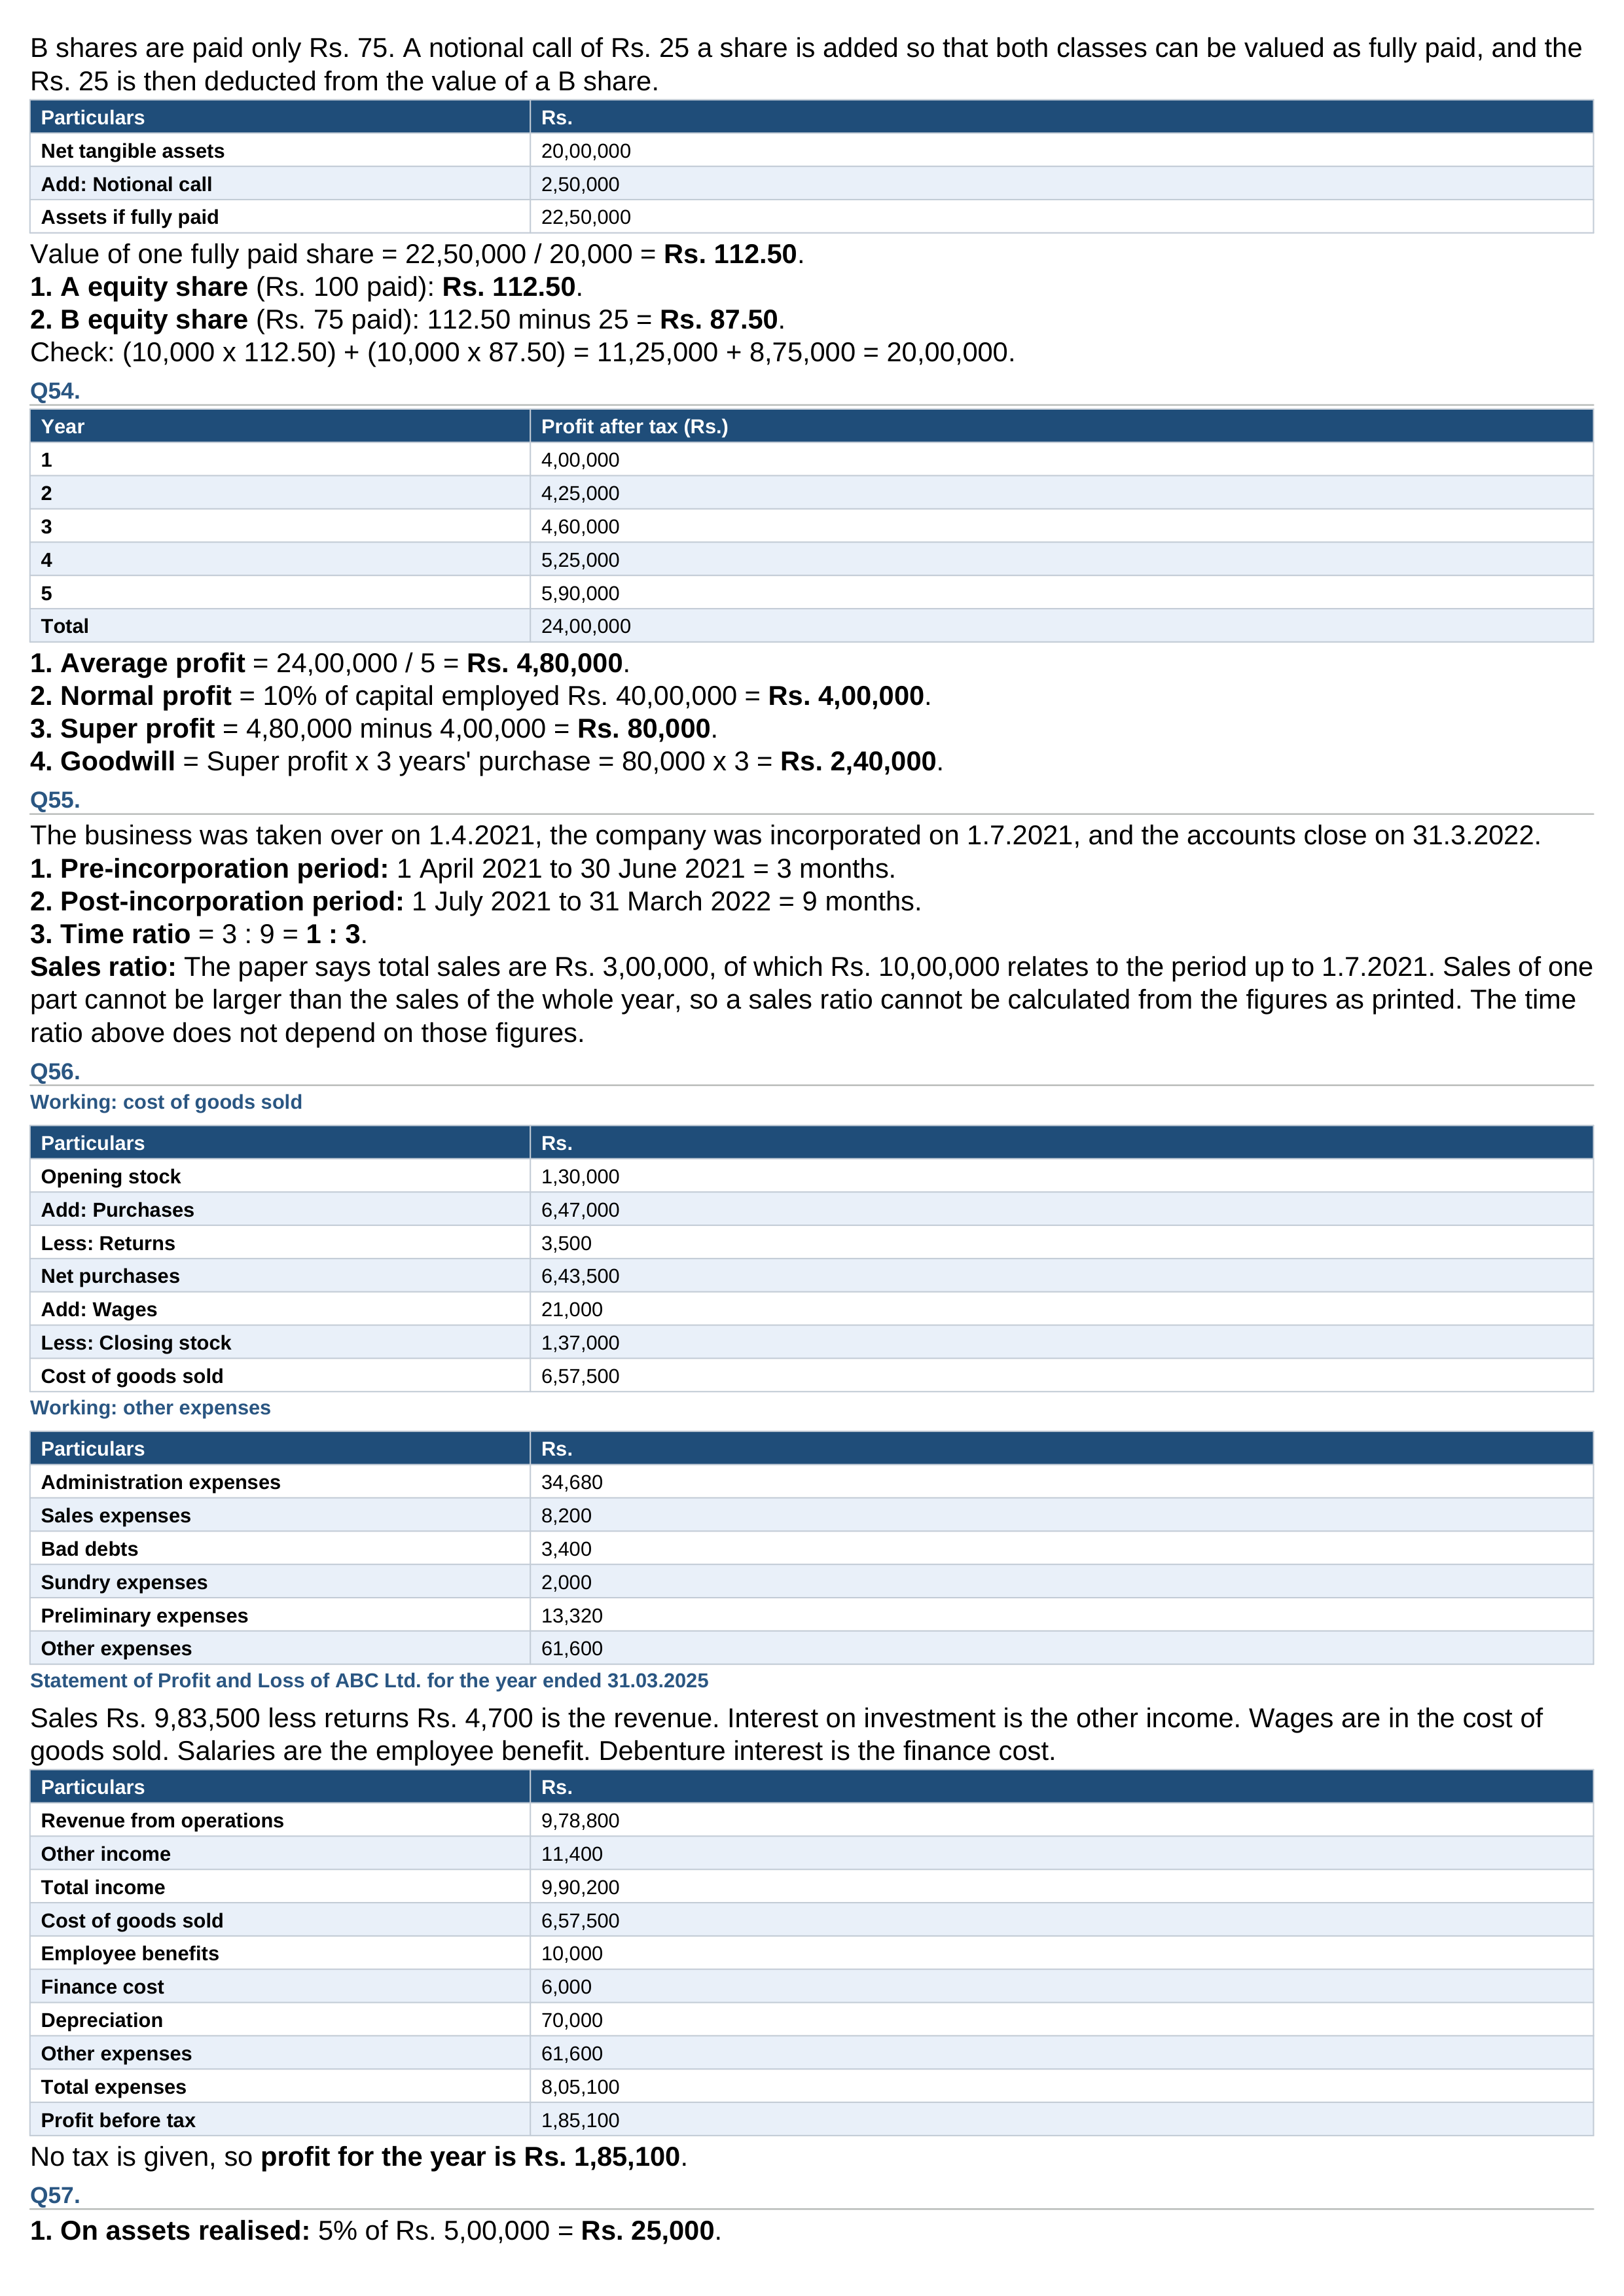 B shares are paid only Rs. 75. A notional call of Rs. 25 a share is added so that both classes can be valued as fully paid, and the
Rs. 25 is then deducted from the value of a B share.
Particulars Rs.
Net tangible assets 20,00,000
Add: Notional call 2,50,000
Assets if fully paid 22,50,000
Value of one fully paid share = 22,50,000 / 20,000 = Rs. 112.50.
1. A equity share (Rs. 100 paid): Rs. 112.50.
2. B equity share (Rs. 75 paid): 112.50 minus 25 = Rs. 87.50.
Check: (10,000 x 112.50) + (10,000 x 87.50) = 11,25,000 + 8,75,000 = 20,00,000.
Q54.
Year Profit after tax (Rs.)
1 4,00,000
2 4,25,000
3 4,60,000
4 5,25,000
5 5,90,000
Total 24,00,000
1. Average profit = 24,00,000 / 5 = Rs. 4,80,000.
2. Normal profit = 10% of capital employed Rs. 40,00,000 = Rs. 4,00,000.
3. Super profit = 4,80,000 minus 4,00,000 = Rs. 80,000.
4. Goodwill = Super profit x 3 years' purchase = 80,000 x 3 = Rs. 2,40,000.
Q55.
The business was taken over on 1.4.2021, the company was incorporated on 1.7.2021, and the accounts close on 31.3.2022.
1. Pre-incorporation period: 1 April 2021 to 30 June 2021 = 3 months.
2. Post-incorporation period: 1 July 2021 to 31 March 2022 = 9 months.
3. Time ratio = 3 : 9 = 1 : 3.
Sales ratio: The paper says total sales are Rs. 3,00,000, of which Rs. 10,00,000 relates to the period up to 1.7.2021. Sales of one
part cannot be larger than the sales of the whole year, so a sales ratio cannot be calculated from the figures as printed. The time
ratio above does not depend on those figures.
Q56.
Working: cost of goods sold
Particulars Rs.
Opening stock 1,30,000
Add: Purchases 6,47,000
Less: Returns 3,500
Net purchases 6,43,500
Add: Wages 21,000
Less: Closing stock 1,37,000
Cost of goods sold 6,57,500
Working: other expenses
Particulars Rs.
Administration expenses 34,680
Sales expenses 8,200
Bad debts 3,400
Sundry expenses 2,000
Preliminary expenses 13,320
Other expenses 61,600
Statement of Profit and Loss of ABC Ltd. for the year ended 31.03.2025
Sales Rs. 9,83,500 less returns Rs. 4,700 is the revenue. Interest on investment is the other income. Wages are in the cost of
goods sold. Salaries are the employee benefit. Debenture interest is the finance cost.
Particulars Rs.
Revenue from operations 9,78,800
Other income 11,400
Total income 9,90,200
Cost of goods sold 6,57,500
Employee benefits 10,000
Finance cost 6,000
Depreciation 70,000
Other expenses 61,600
Total expenses 8,05,100
Profit before tax 1,85,100
No tax is given, so profit for the year is Rs. 1,85,100.
Q57.
1. On assets realised: 5% of Rs. 5,00,000 = Rs. 25,000.